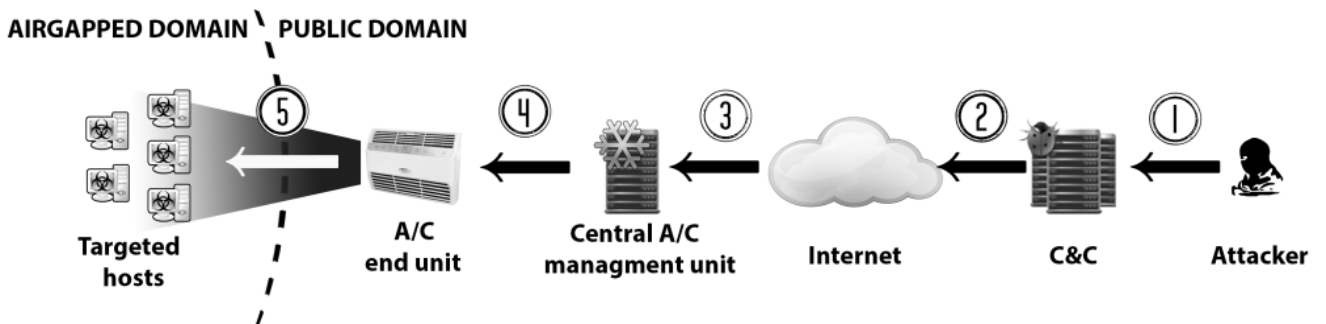 AIRGAPPED DOMAIN
PUBLIC DOMAIN
5
4
3
2
1
Targeted
hosts
A/C
end unit
Central A/C
managment unit
Internet
C&C
Attacker